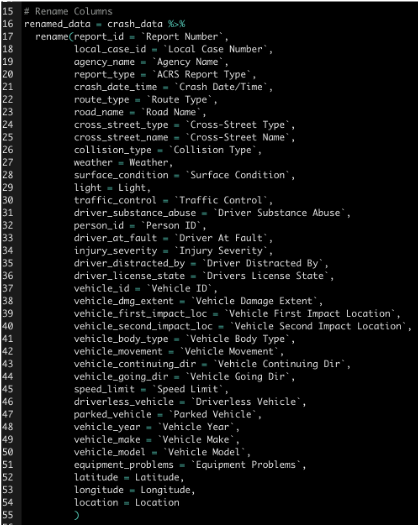 15 # Rename Columns
16 renamed_data = crash_data %>%
17 rename(report_id = `Report Number`,
18 local_case_id = `Local Case Number`,
19 agency_name = `Agency Name`,
20 report_type = `ACRS Report Type`,
21 crash_date_time = `Crash Date/Time`,
22 route_type = `Route Type`,
23 road_name = `Road Name`,
24 cross_street_type = `Cross-Street Type`,
25 cross_street_name = `Cross-Street Name`,
26 collision_type = `Collision Type`,
27 weather = Weather,
28 surface_condition = `Surface Condition`,
29 light = Light,
30 traffic_control = `Traffic Control`,
31 driver_substance_abuse = `Driver Substance Abuse`,
32 person_id = `Person ID`,
33 driver_at_fault = `Driver At Fault`,
34 injury_severity = `Injury Severity`,
35 driver_distracted_by = `Driver Distracted By`,
36 driver_license_state = `Drivers License State`,
37 vehicle_id = `Vehicle ID`,
38 vehicle_dmg_extent = `Vehicle Damage Extent`,
39 vehicle_first_impact_loc = `Vehicle First Impact Location`,
40 vehicle_second_impact_loc = `Vehicle Second Impact Location`,
41 vehicle_body_type = `Vehicle Body Type`,
42 vehicle_movement = `Vehicle Movement`,
43 vehicle_continuing_dir = `Vehicle Continuing Dir`,
44 vehicle_going_dir = `Vehicle Going Dir`,
45 speed_limit = `Speed Limit`,
46 driverless_vehicle = `Driverless Vehicle`,
47 parked_vehicle = `Parked Vehicle`,
48 vehicle_year = `Vehicle Year`,
49 vehicle_make = `Vehicle Make`,
50 vehicle_model = `Vehicle Model`,
51 equipment_problems = `Equipment Problems`,
52 latitude = Latitude,
53 longitude = Longitude,
54 location = Location
55 )